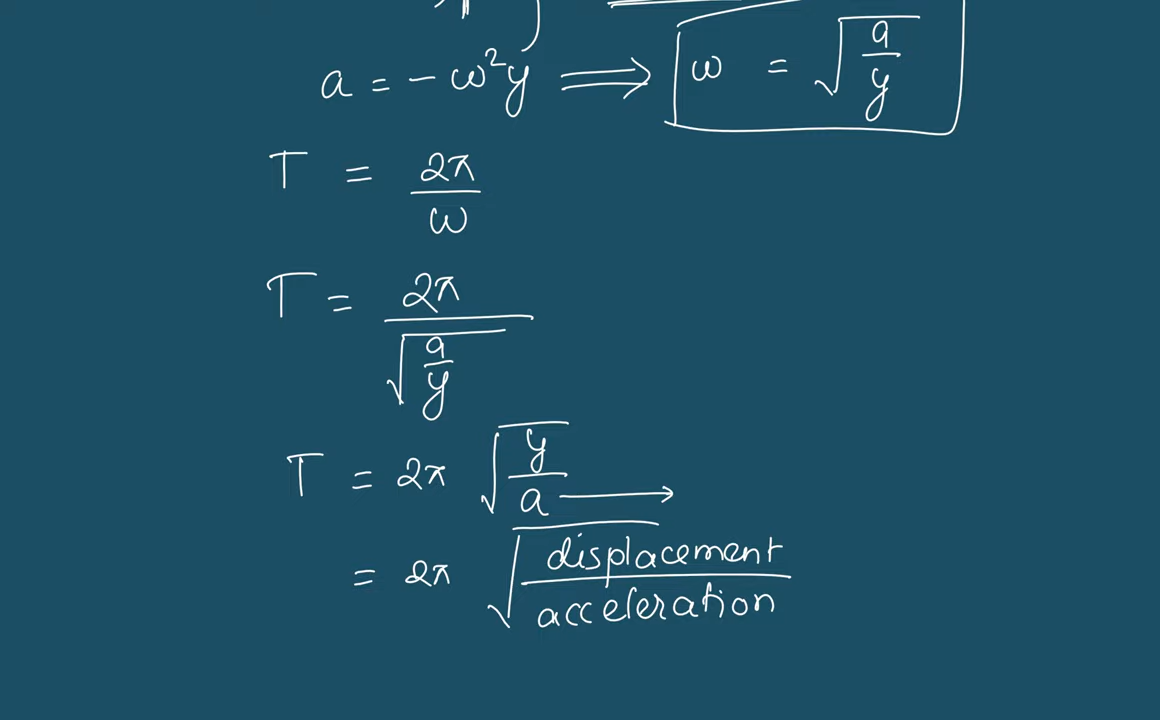 a = - ω²y ⟹ ω = √(a/y)
T = 2π/ω
T = 2π/√(a/y)
T = 2π √(y/a) →
= 2π √(displacement/acceleration)